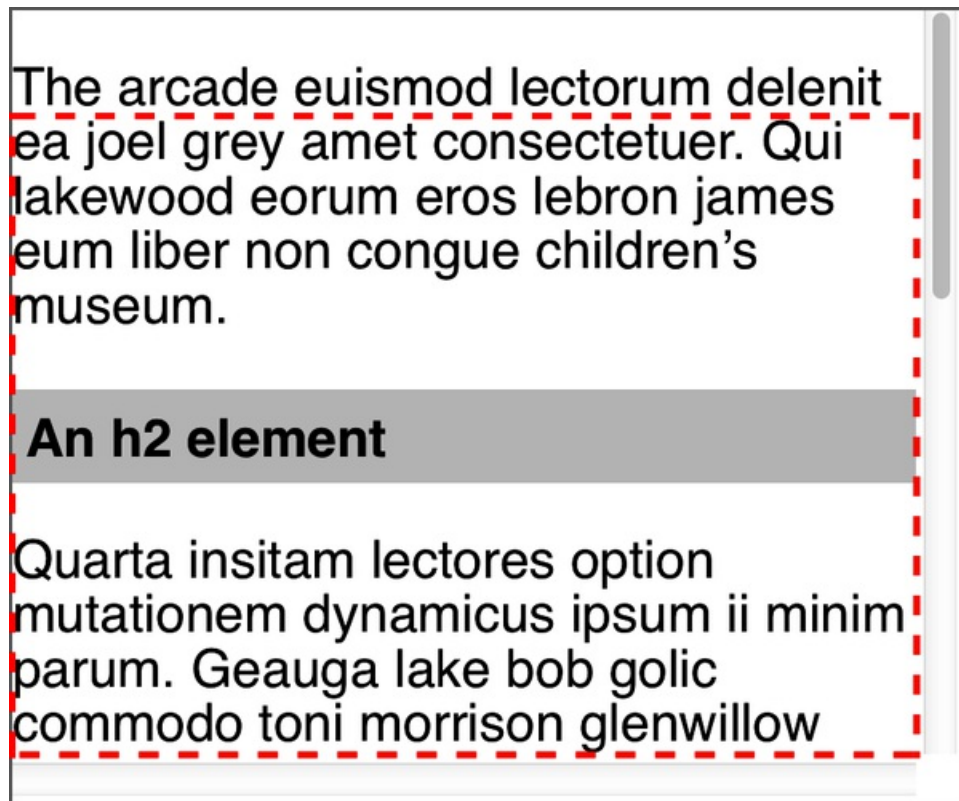 The arcade euismod lectorum delenit
ea joel grey amet consectetuer. Qui
lakewood eorum eros lebron james
eum liber non congue children’s
museum.
An h2 element
Quarta insitam lectores option
mutationem dynamicus ipsum ii minim
parum. Geauga lake bob golic
commodo toni morrison glenwillow